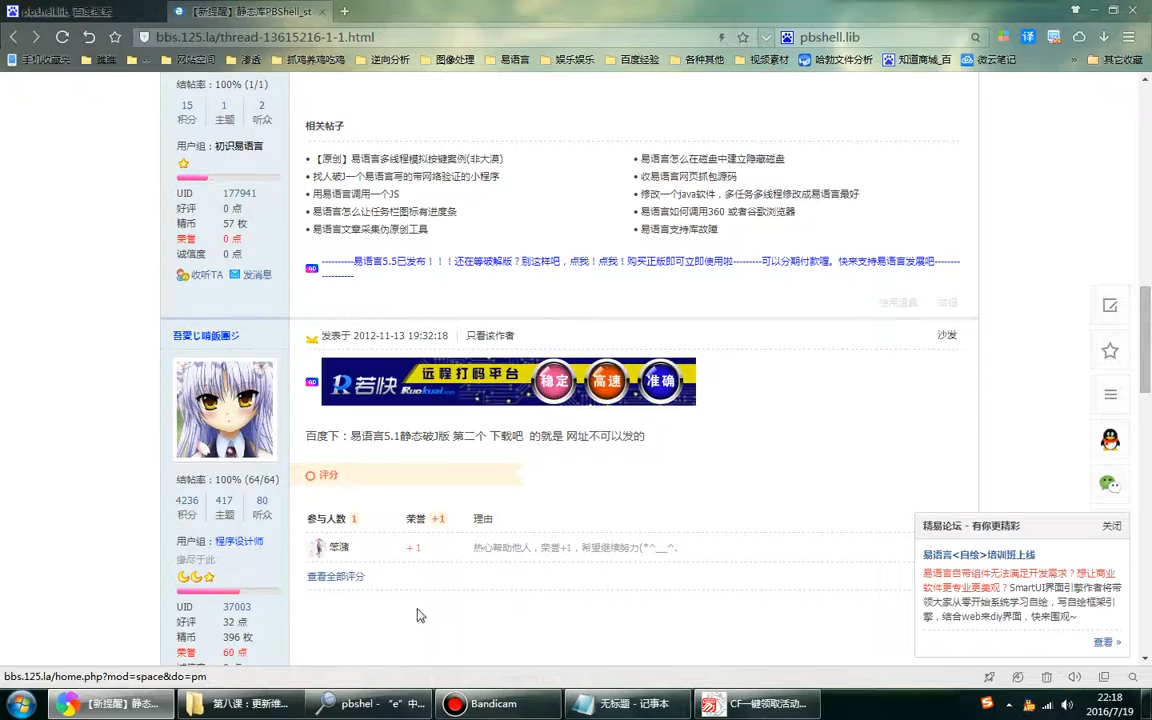 pbshell.lib 百度搜索
【新提醒】静态库PBShell_st
bbs.125.la/thread-13615216-1-1.html
pbshell.lib
手机收藏夹
网站空间
渗透
抓鸡养鸡吃鸡
逆向分析
图像处理
易语言
娱乐娱乐
百度经验
各种其他
视频素材
哈勃文件分析
知道商城_百
微云笔记
其它收藏
结帖率：100% (1/1)
15 1 2
积分 主题 听众
用户组：初识易语言
UID 177941
好评 0 点
精币 57 枚
荣誉 0 点
诚信度 0 点
收听TA 发消息
相关帖子
• 【原创】易语言多线程模拟按键案例(非大漠)
• 易语言怎么在磁盘中建立隐藏磁盘
• 找人破J一个易语言写的带网络验证的小程序
• 收易语言网页抓包源码
• 用易语言调用一个JS
• 修改一个java软件，多任务多线程修改成易语言最好
• 易语言怎么让任务栏图标有进度条
• 易语言如何调用360 或者谷歌浏览器
• 易语言文章采集伪原创工具
• 易语言支持库故障
----------易语言5.5已发布！！！还在等破解版？别这样吧，点我！点我！购买正版即可立即使用啦---------可以分期付款喔。快来支持易语言发展吧--------
-----------
使用道具 举报
吾愛じ啃飯團ジ
发表于 2012-11-13 19:32:18 | 只看该作者
沙发
若快
Ruokuai.com
远程打码平台
稳定
高速
准确
百度下：易语言5.1静态破J版 第二个 下载吧 的就是 网址不可以发的
评分
参与人数 1 荣誉 +1 理由
笨潴 + 1 热心帮助他人，荣誉+1，希望继续努力(*^__^*.
查看全部评分
结帖率：100% (64/64)
4236 417 80
积分 主题 听众
用户组：程序设计师
缘尽于此
UID 37003
好评 32 点
精币 396 枚
荣誉 60 点
精易论坛 - 有你更精彩
关闭
易语言<自绘>培训班上线
易语言自带组件无法满足开发需求？想让商业
软件更专业更美观？SmartUI界面引擎作者将带
领大家从零开始系统学习自绘，写自绘框架引
擎，结合web来diy界面，快来围观~
查看 »
bbs.125.la/home.php?mod=space&do=pm
【新提醒】静态...
第八课：更新维...
pbshel - “e” 中...
Bandicam
无标题 - 记事本
CF一键领取活动...
22:18
2016/7/19